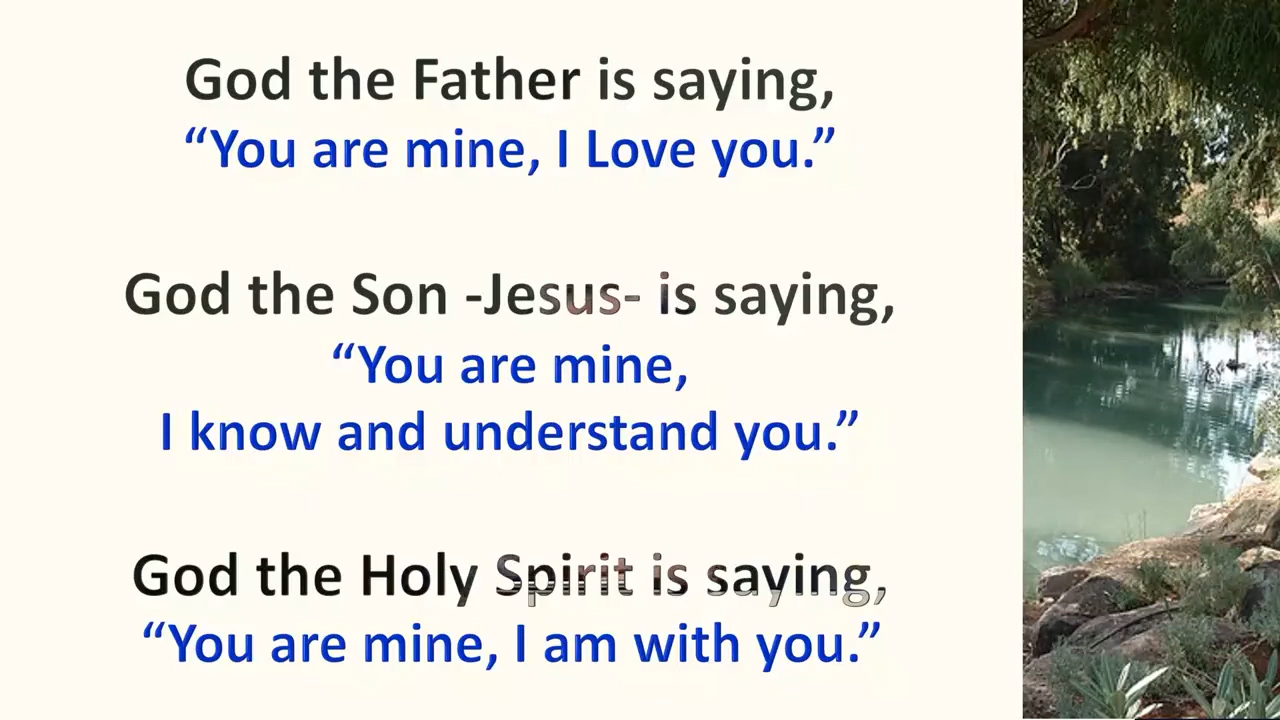 God the Father is saying,
“You are mine, I Love you.”
God the Son -Jesus- is saying,
“You are mine,
I know and understand you.”
God the Holy Spirit is saying,
“You are mine, I am with you.”